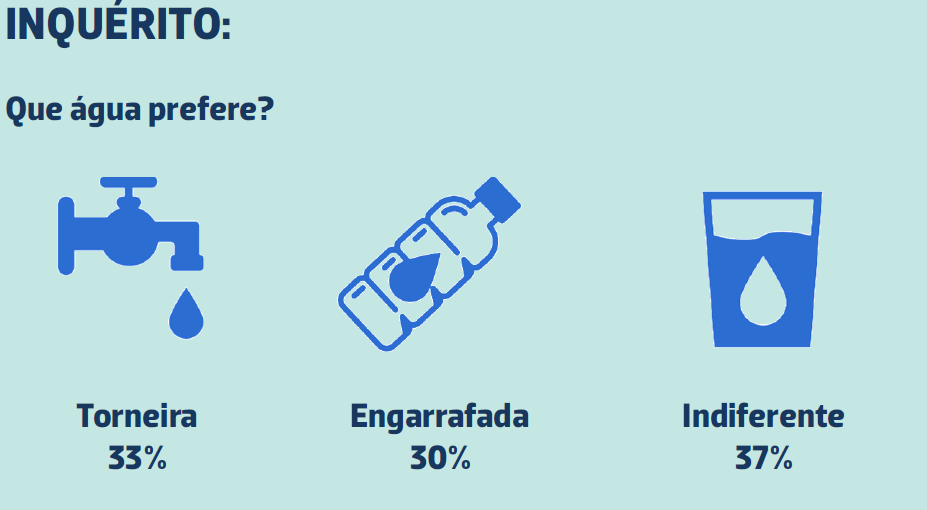 INQUÉRITO:
Que água prefere?
Torneira
33%
Engarrafada
30%
Indiferente
37%